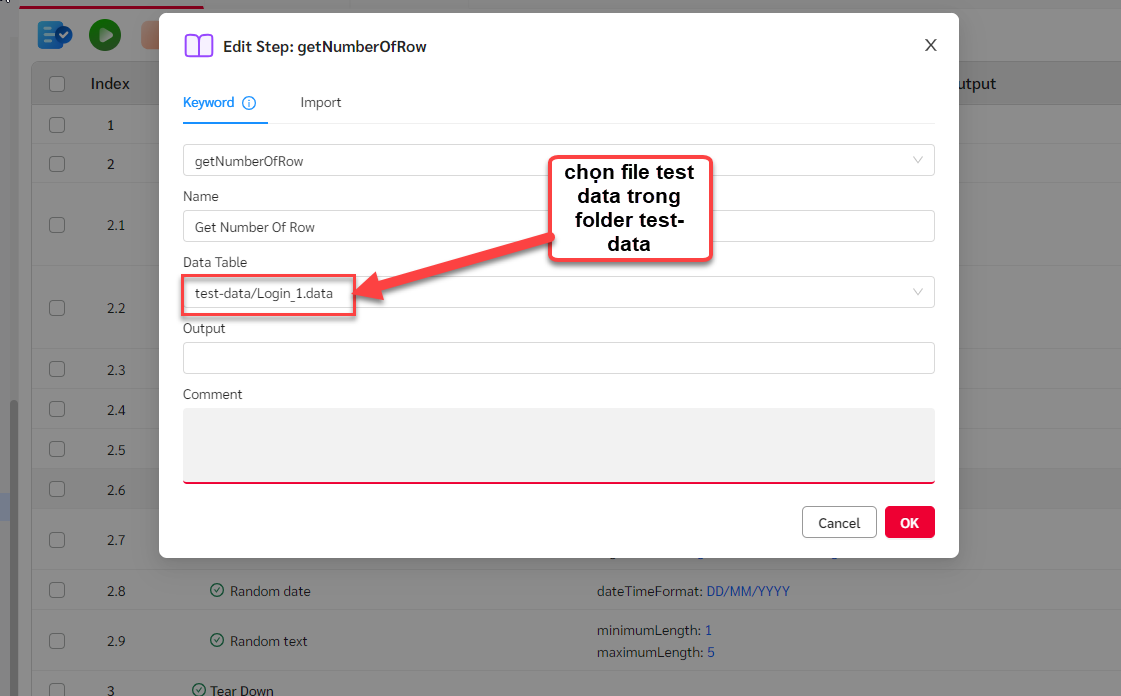 Edit Step: getNumberOfRow
Index
utput
Keyword
Import
1
getNumberOfRow
2
chọn file test
data trong
folder test-
data
Name
2.1
Get Number Of Row
Data Table
test-data/Login_1.data
2.2
Output
2.3
Comment
2.4
2.5
2.6
Cancel
OK
2.7
2.8
Random date
dateTimeFormat: DD/MM/YYYY
2.9
Random text
minimumLength: 1
maximumLength: 5
3
Tear Down